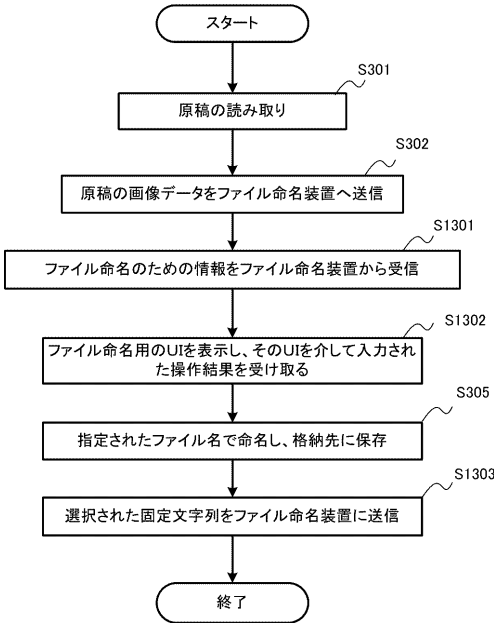 スタート
S301
原稿の読み取り
S302
原稿の画像データをファイル命名装置へ送信
S1301
ファイル命名のための情報をファイル命名装置から受信
S1302
ファイル命名用のUIを表示し、そのUIを介して入力され
た操作結果を受け取る
S305
指定されたファイル名で命名し、格納先に保存
S1303
選択された固定文字列をファイル命名装置に送信
終了